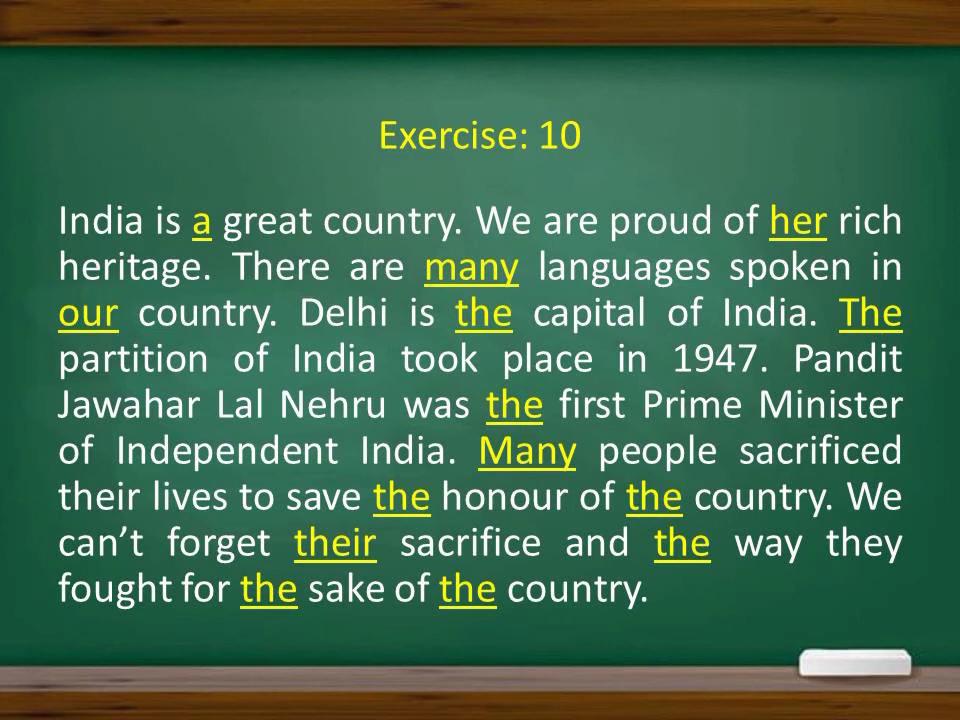 Exercise: 10
India is a great country. We are proud of her rich
heritage. There are many languages spoken in
our country. Delhi is the capital of India. The
partition of India took place in 1947. Pandit
Jawahar Lal Nehru was the first Prime Minister
of Independent India. Many people sacrificed
their lives to save the honour of the country. We
can’t forget their sacrifice and the way they
fought for the sake of the country.